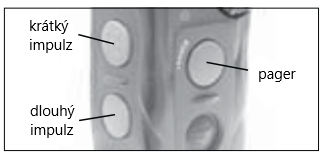 krátký
impulz
pager
dlouhý
impulz